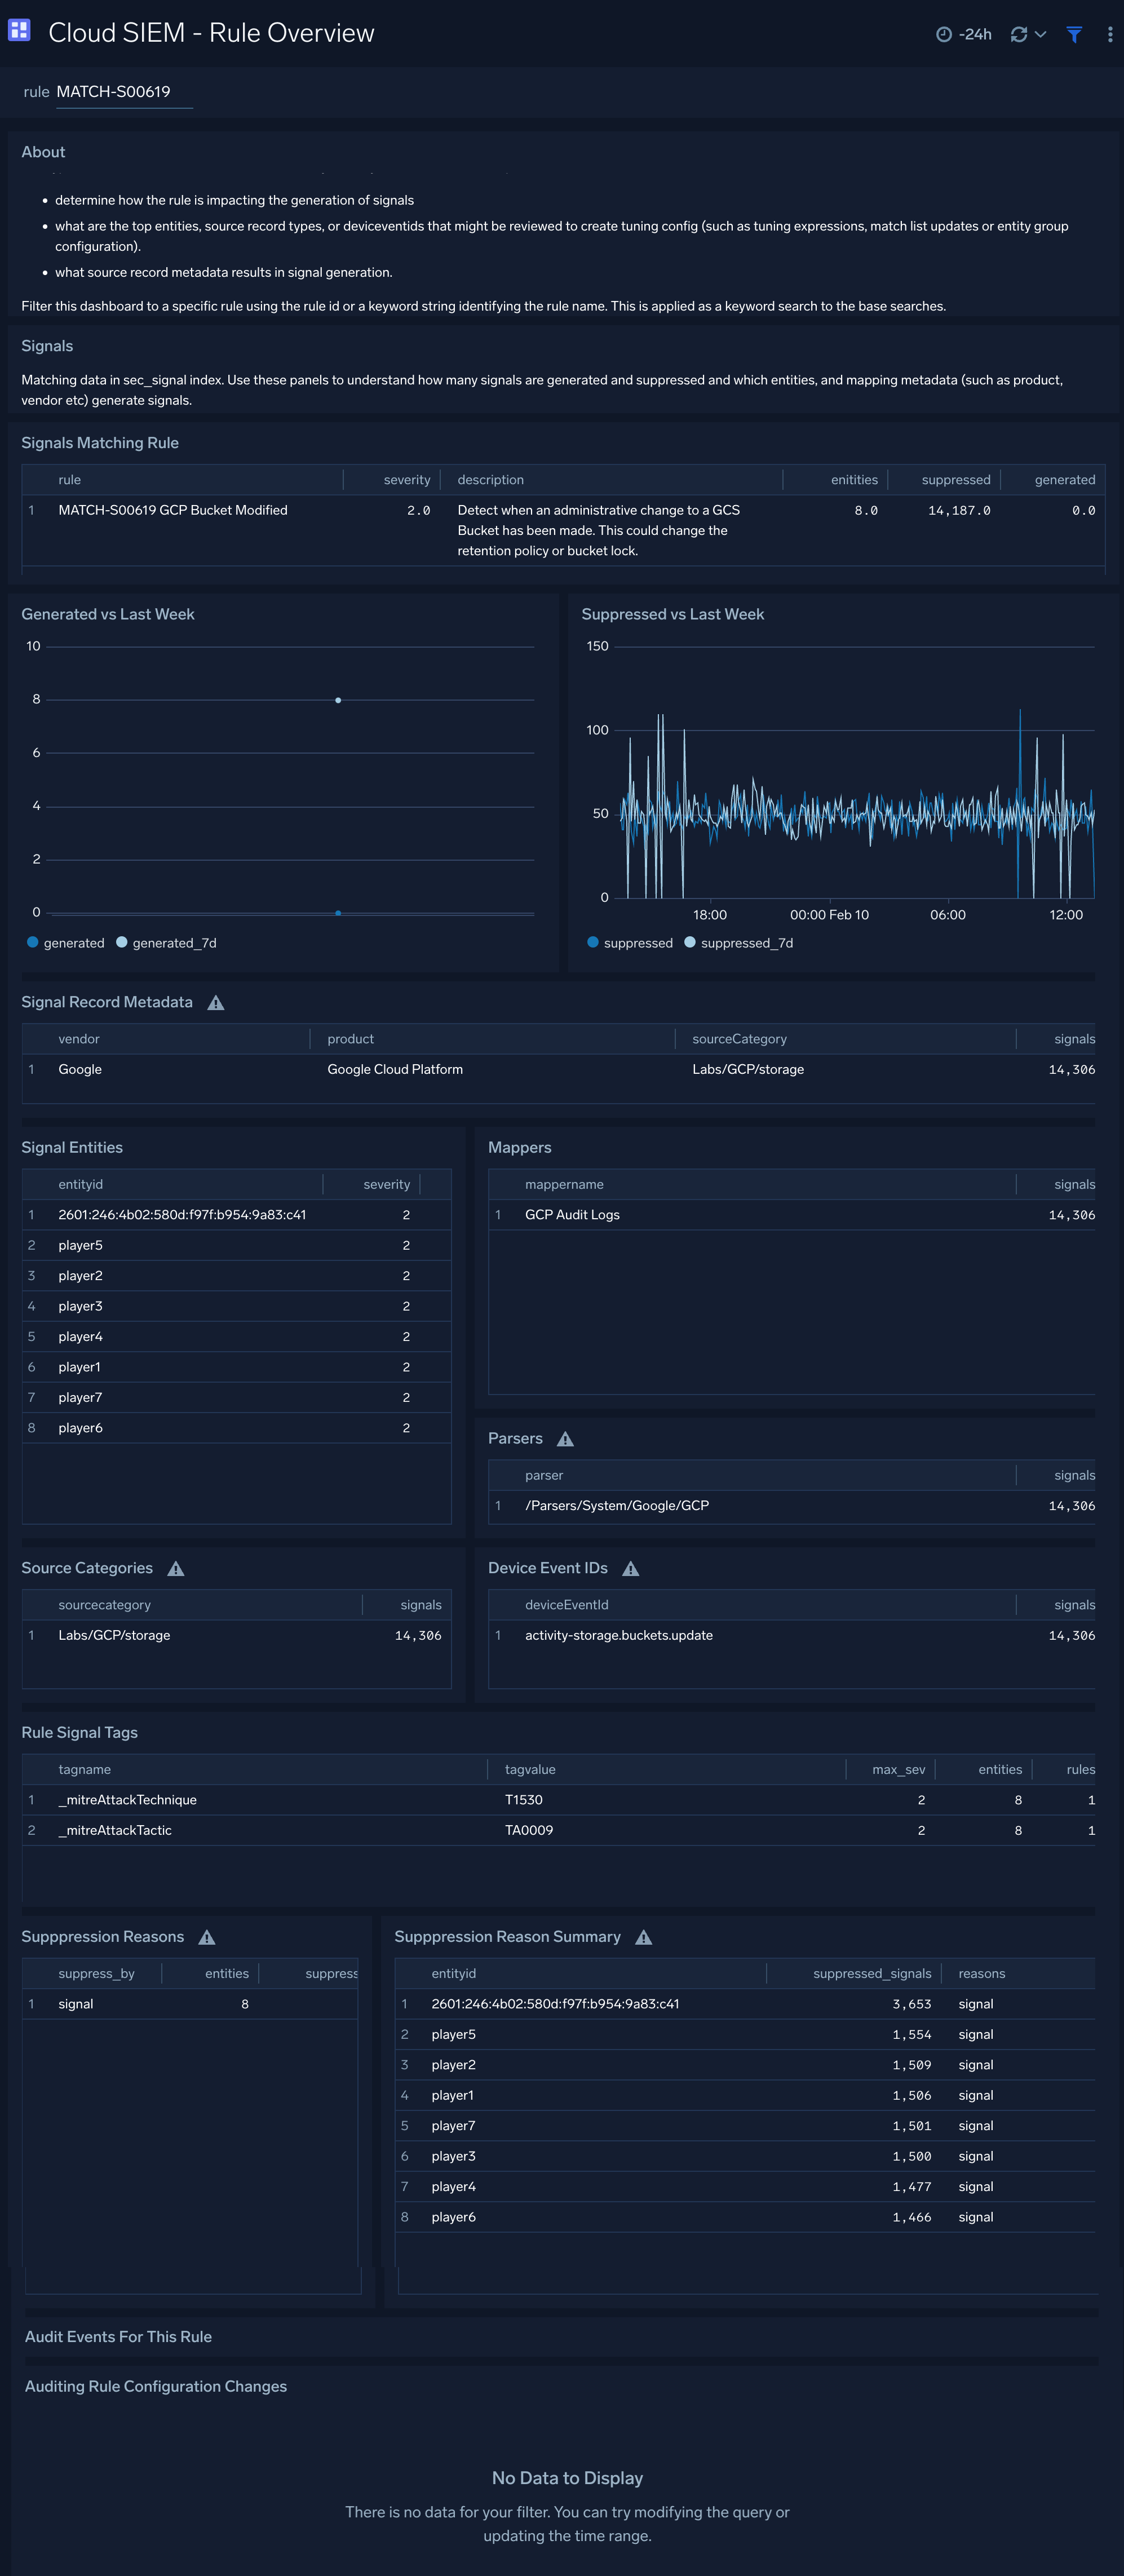 Cloud SIEM - Rule Overview
-24h
rule MATCH-S00619
About
• determine how the rule is impacting the generation of signals
• what are the top entities, source record types, or deviceventids that might be reviewed to create tuning config (such as tuning expressions, match list updates or entity group
configuration).
• what source record metadata results in signal generation.
Filter this dashboard to a specific rule using the rule id or a keyword string identifying the rule name. This is applied as a keyword search to the base searches.
Signals
Matching data in sec_signal index. Use these panels to understand how many signals are generated and suppressed and which entities, and mapping metadata (such as product,
vendor etc) generate signals.
Signals Matching Rule
rule severity description enitities suppressed generated
1 MATCH-S00619 GCP Bucket Modified 2.0 Detect when an administrative change to a GCS 8.0 14,187.0 0.0
Bucket has been made. This could change the
retention policy or bucket lock.
Generated vs Last Week
10
8
6
4
2
0
generated generated_7d
Suppressed vs Last Week
150
100
50
0
18:00 00:00 Feb 10 06:00 12:00
suppressed suppressed_7d
Signal Record Metadata
vendor product sourceCategory signals
1 Google Google Cloud Platform Labs/GCP/storage 14,306
Signal Entities
entityid severity
1 2601:246:4b02:580d:f97f:b954:9a83:c41 2
2 player5 2
3 player2 2
4 player3 2
5 player4 2
6 player1 2
7 player7 2
8 player6 2
Mappers
mappername signals
1 GCP Audit Logs 14,306
Parsers
parser signals
1 /Parsers/System/Google/GCP 14,306
Source Categories
sourcecategory signals
1 Labs/GCP/storage 14,306
Device Event IDs
deviceEventId signals
1 activity-storage.buckets.update 14,306
Rule Signal Tags
tagname tagvalue max_sev entities rules
1 _mitreAttackTechnique T1530 2 8 1
2 _mitreAttackTactic TA0009 2 8 1
Supppression Reasons
suppress_by entities suppress
1 signal 8
Supppression Reason Summary
entityid suppressed_signals reasons
1 2601:246:4b02:580d:f97f:b954:9a83:c41 3,653 signal
2 player5 1,554 signal
3 player2 1,509 signal
4 player1 1,506 signal
5 player7 1,501 signal
6 player3 1,500 signal
7 player4 1,477 signal
8 player6 1,466 signal
Audit Events For This Rule
Auditing Rule Configuration Changes
No Data to Display
There is no data for your filter. You can try modifying the query or
updating the time range.